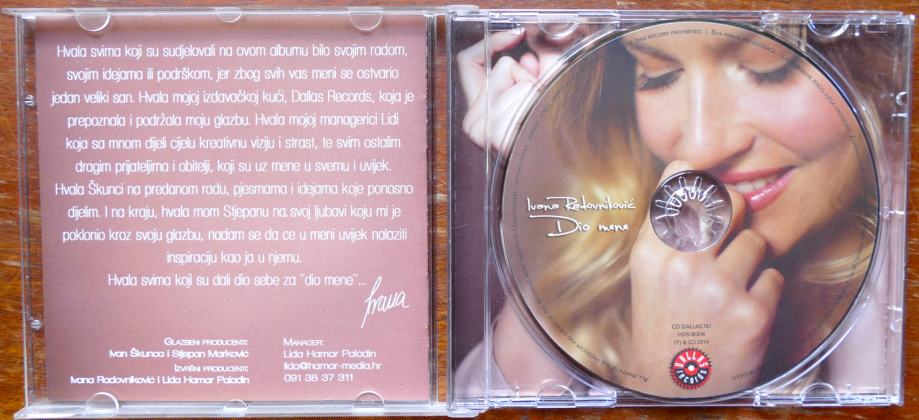 Hvala svima koji su sudjelovali na ovom albumu bilo svojim radom,
svojim idejama ili podrškom, jer zbog svih vas meni se ostvario
jedan veliki san. Hvala mojoj izdavačkoj kući, Dallas Records, koja je
prepoznala i podržala moju glazbu. Hvala mojoj managerici Lidi
koja sa mnom dijeli cijelu kreativnu viziju i strast, te svim ostalim
dragim prijateljima i obitelji, koji su uz mene u svemu i uvijek.
Hvala Škunci na predanom radu, pjesmama i idejama koje ponosno
dijelim. I na kraju, hvala mom Stjepanu na svoj ljubavi koju mi je
poklonio kroz svoju glazbu, nadam se da ce u meni uvijek nalaziti
inspiraciju kao ja u njemu.
Hvala svima koji su dali dio sebe za "dio mene"...
Ivana
Glazbeni producenti:
Ivan Škunca i Stjepan Marković
Izvršni producenti:
Ivana Radovniković i Lida Hamar Paladin
Manager:
Lida Hamar Paladin
lida@hamar-media.hr
091 38 37 311
Ivana Radovniković
Dio mene
CD DALLAS 761
HDS/BIEM
(P) & (C) 2014
DALLAS
RECORDS